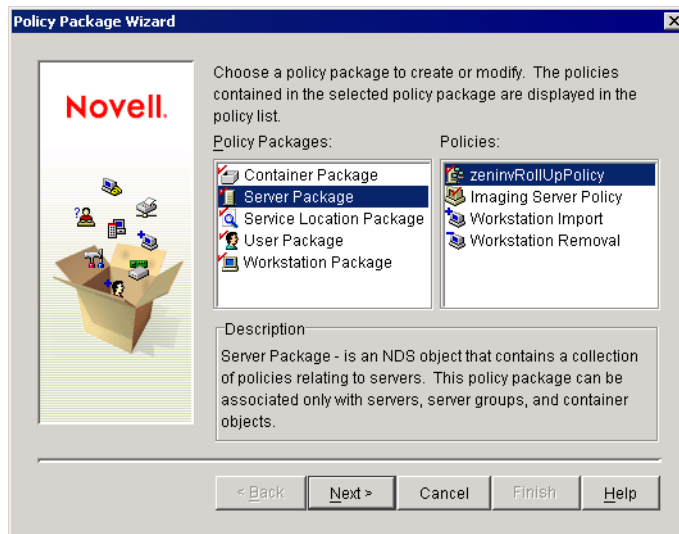 Policy Package Wizard
Novell.
Choose a policy package to create or modify. The policies
contained in the selected policy package are displayed in the
policy list.
Policy Packages:
Container Package
Server Package
Service Location Package
User Package
Workstation Package
Policies:
zeninvRollUpPolicy
Imaging Server Policy
Workstation Import
Workstation Removal
Description
Server Package - is an NDS object that contains a collection
of policies relating to servers. This policy package can be
associated only with servers, server groups, and container
objects.
< Back
Next >
Cancel
Finish
Help